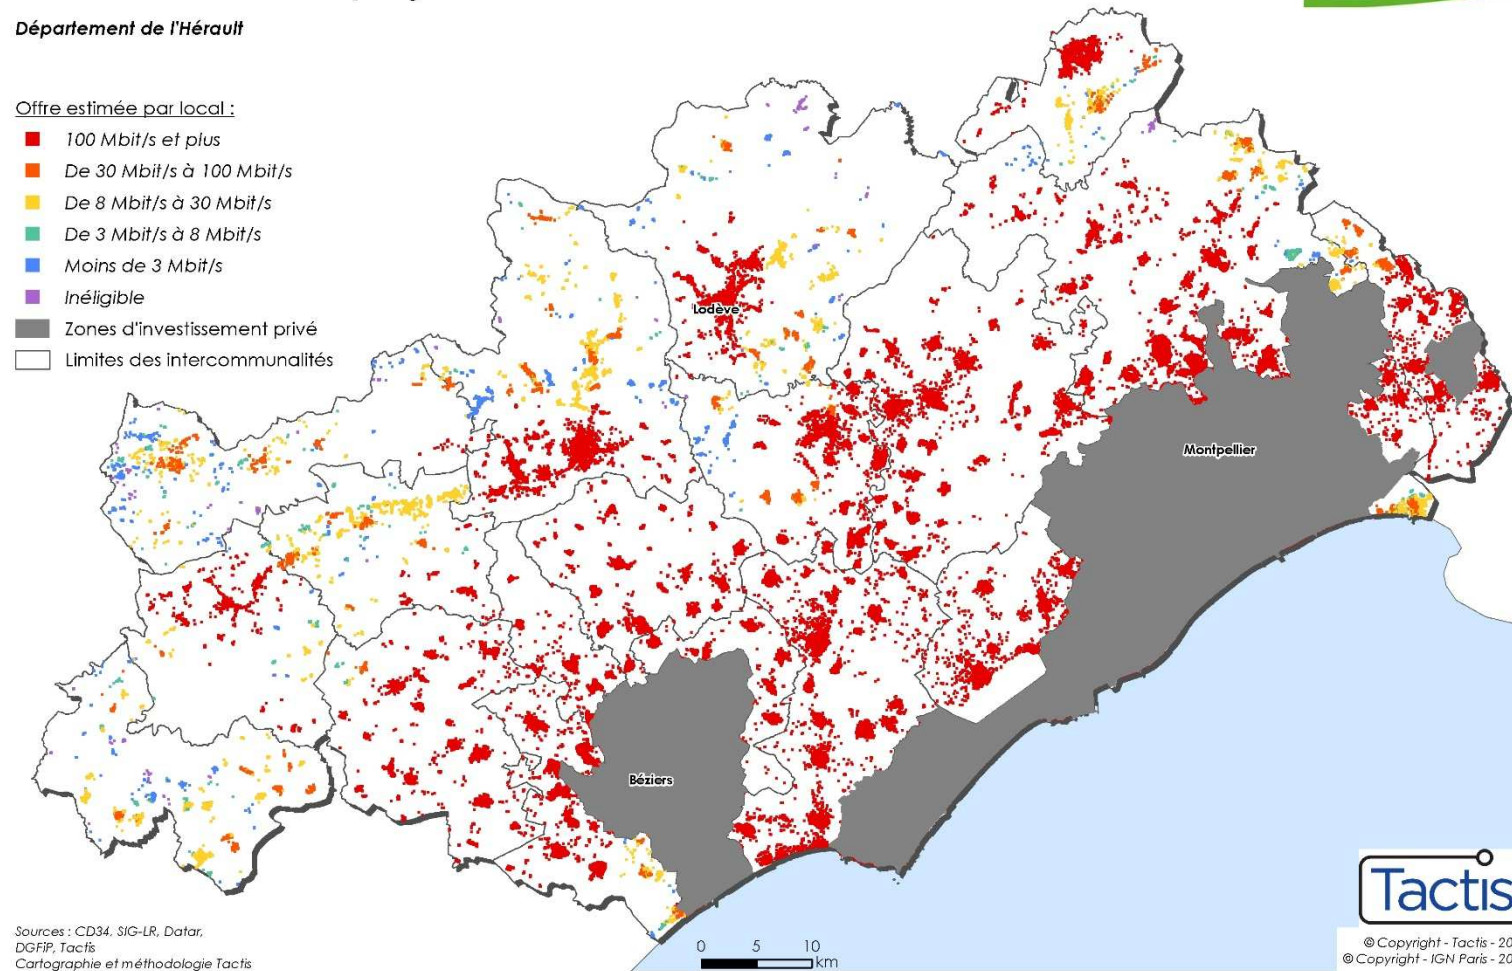 Département de l'Hérault
Offre estimée par local :
100 Mbit/s et plus
De 30 Mbit/s à 100 Mbit/s
De 8 Mbit/s à 30 Mbit/s
De 3 Mbit/s à 8 Mbit/s
Moins de 3 Mbit/s
Inéligible
Zones d'investissement privé
Limites des intercommunalités
Lodève
Montpellier
Béziers
Sources : CD34, SIG-LR, Datar,
DGFiP, Tactis
Cartographie et méthodologie Tactis
0 5 10
km
Tactis
© Copyright - Tactis - 20
© Copyright - IGN Paris - 20